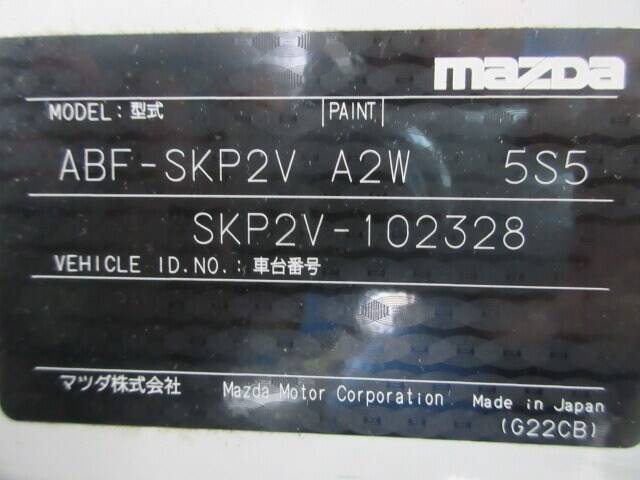 mazda
MODEL: 型式 |PAINT|
ABF-SKP2V A2W 5S5
SKP2V-102328
VEHICLE ID.NO.: 車台番号
マツダ株式会社 Mazda Motor Corporation Made in Japan
(G22CB)